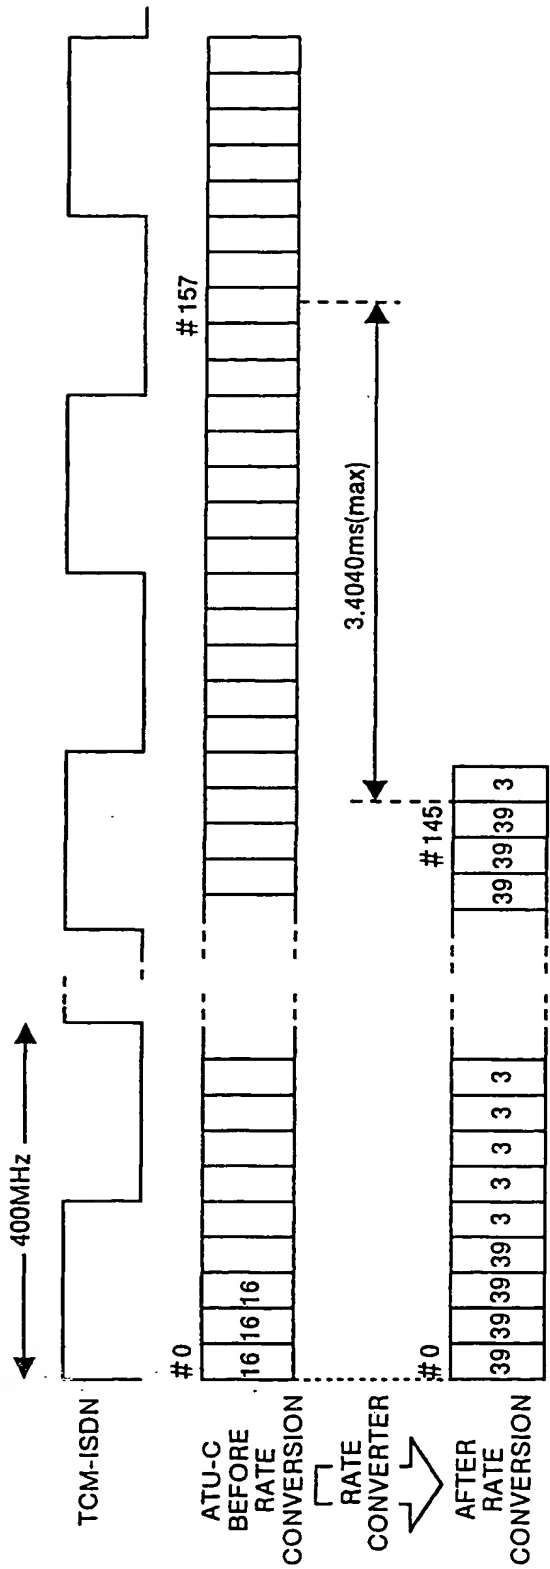 400MHz
TCM-ISDN
#0
#157
ATU-C
BEFORE
RATE
CONVERSION
16 16 16
RATE
CONVERTER
3.4040ms(max)
#0
#145
AFTER
RATE
CONVERSION
39 39 39 39 3 3 3 3 3
39 39 39 3